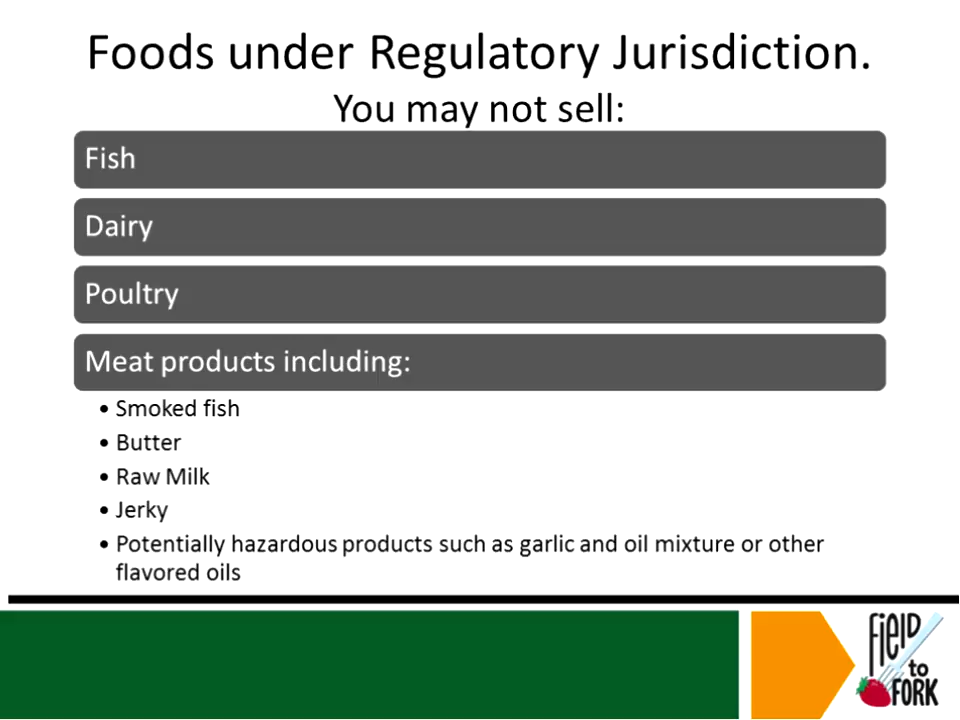 Foods under Regulatory Jurisdiction.
You may not sell:
Fish
Dairy
Poultry
Meat products including:
• Smoked fish
• Butter
• Raw Milk
• Jerky
• Potentially hazardous products such as garlic and oil mixture or other
flavored oils
FiElD
to
FORK